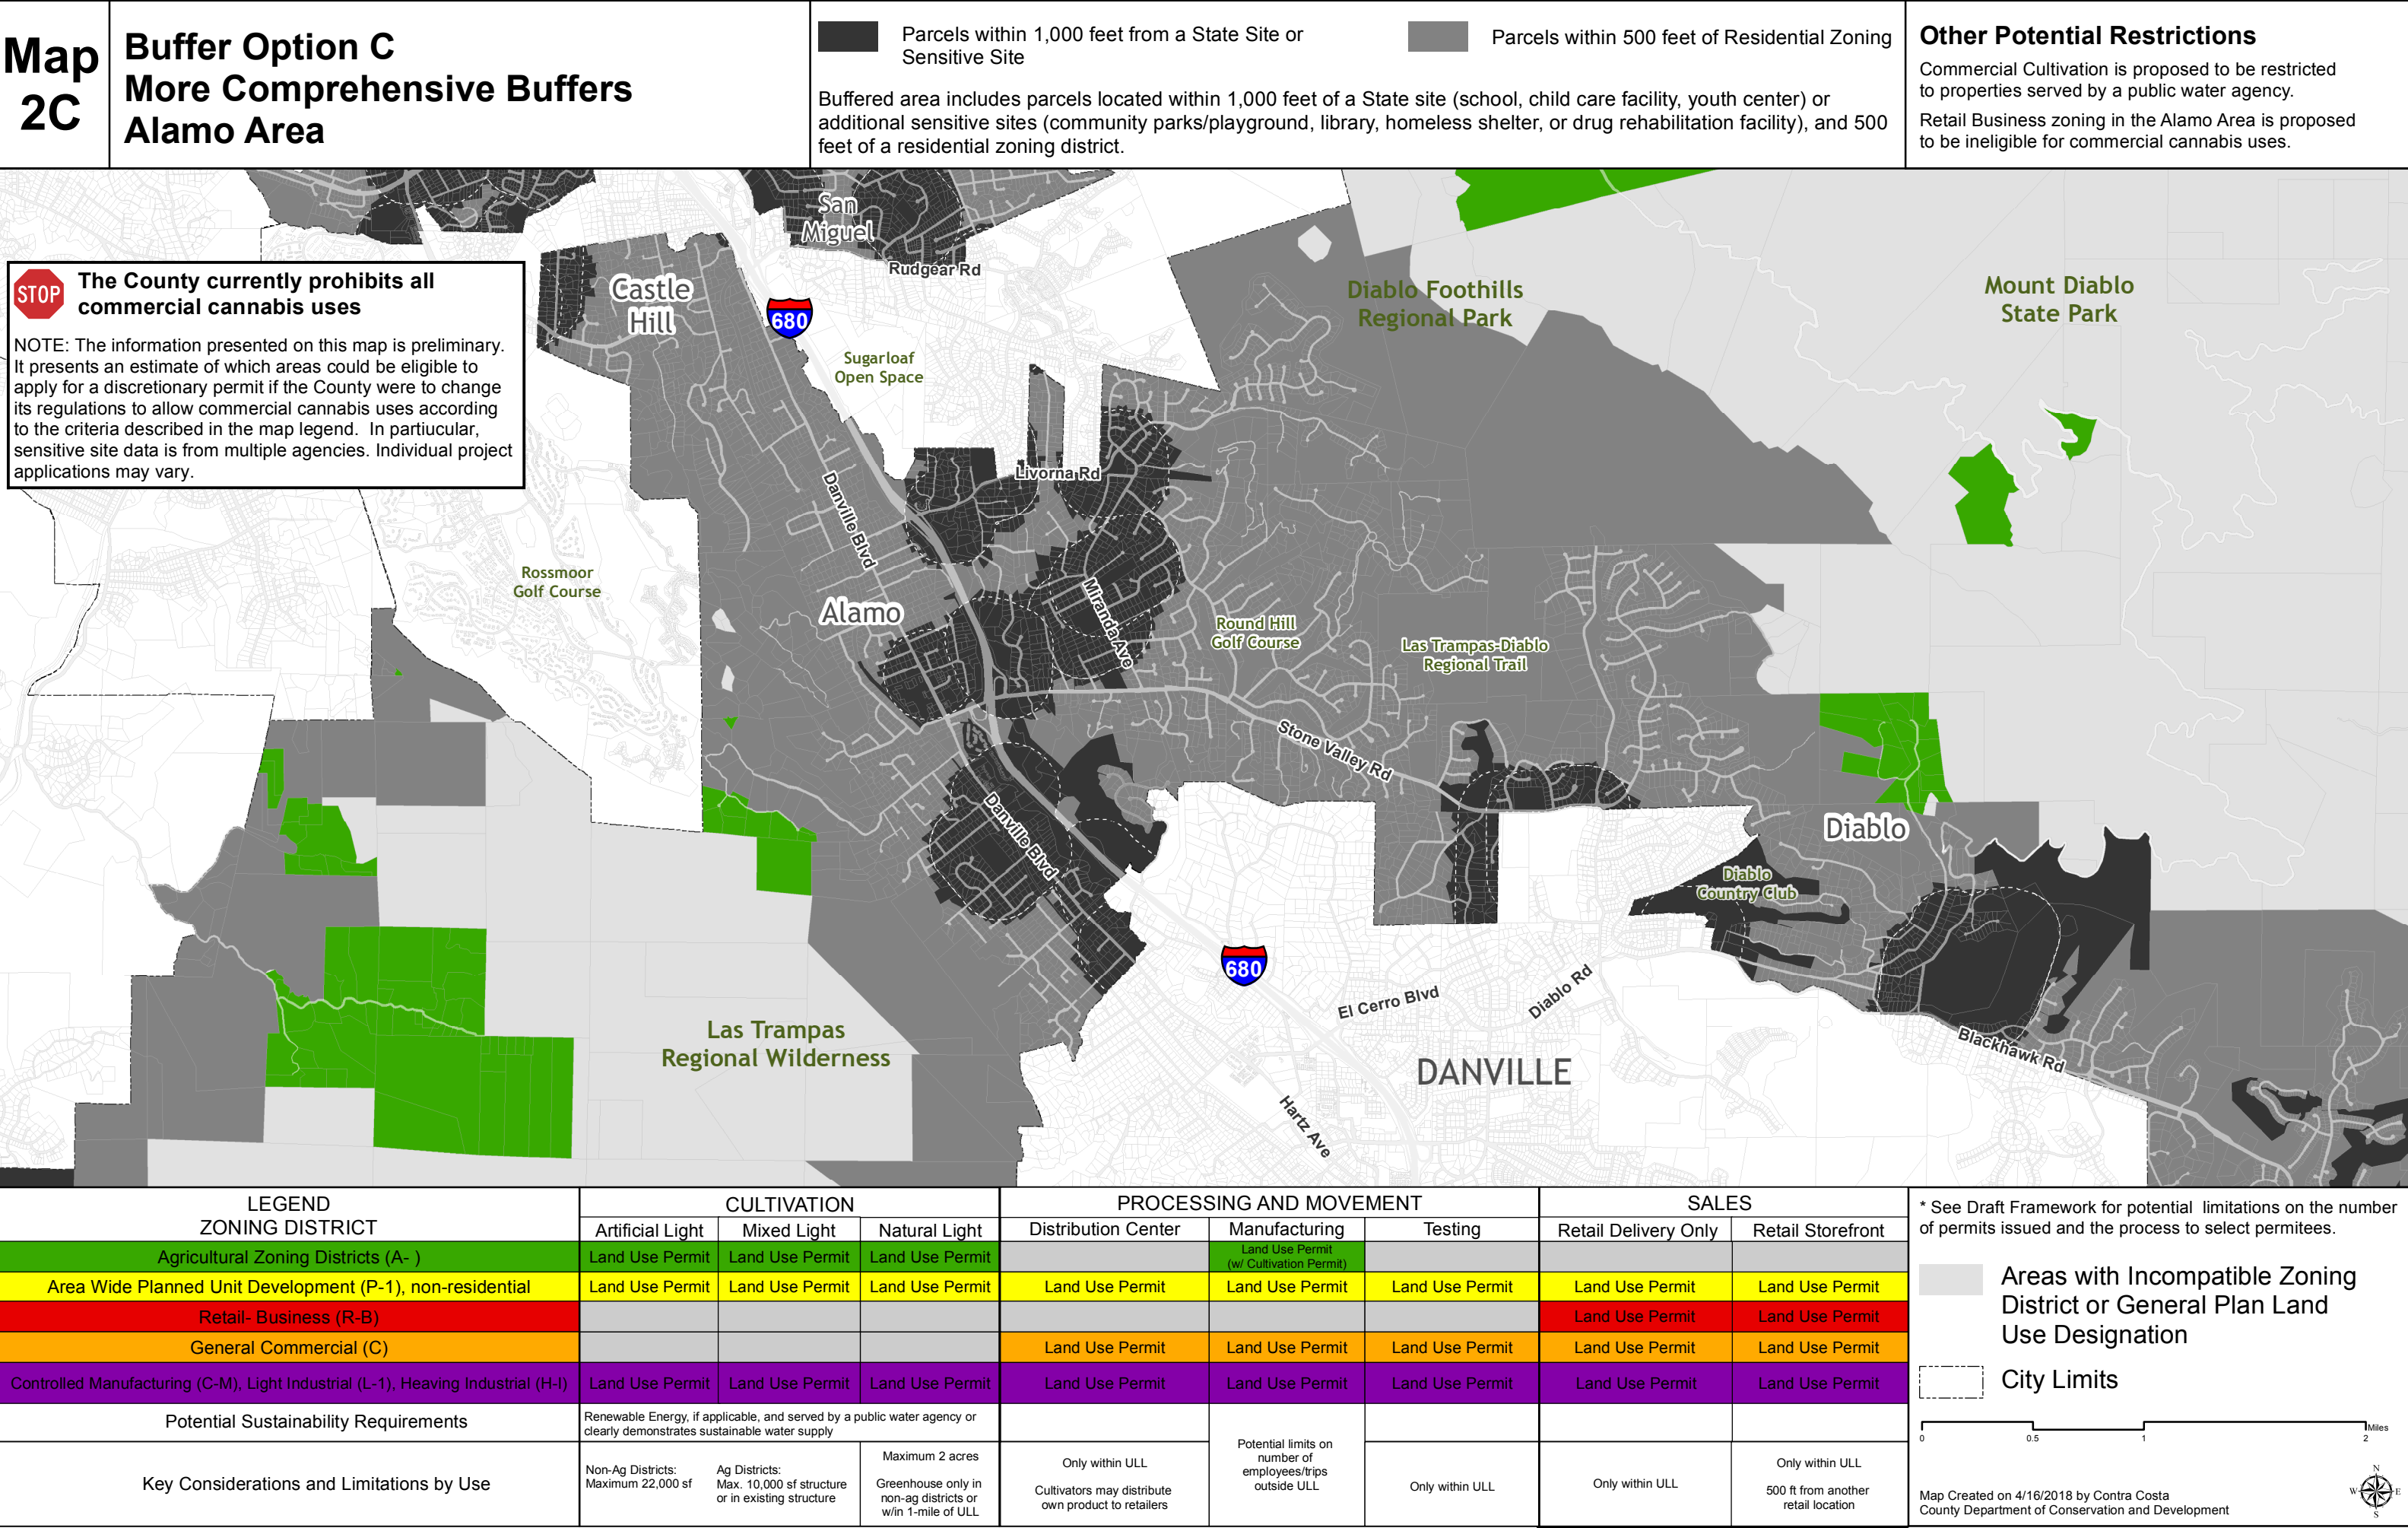 Map
2C
Buffer Option C
More Comprehensive Buffers
Alamo Area
Parcels within 1,000 feet from a State Site or
Sensitive Site
Parcels within 500 feet of Residential Zoning
Buffered area includes parcels located within 1,000 feet of a State site (school, child care facility, youth center) or
additional sensitive sites (community parks/playground, library, homeless shelter, or drug rehabilitation facility), and 500
feet of a residential zoning district.
Other Potential Restrictions
Commercial Cultivation is proposed to be restricted
to properties served by a public water agency.
Retail Business zoning in the Alamo Area is proposed
to be ineligible for commercial cannabis uses.
STOP
The County currently prohibits all
commercial cannabis uses
NOTE: The information presented on this map is preliminary.
It presents an estimate of which areas could be eligible to
apply for a discretionary permit if the County were to change
its regulations to allow commercial cannabis uses according
to the criteria described in the map legend. In partiucular,
sensitive site data is from multiple agencies. Individual project
applications may vary.
San
Miguel
Rudgear Rd
Castle
Hill
680
Sugarloaf
Open Space
Diablo Foothills
Regional Park
Mount Diablo
State Park
Livorna Rd
Danville Blvd
Rossmoor
Golf Course
Alamo
Miranda Ave
Round Hill
Golf Course
Las Trampas-Diablo
Regional Trail
Stone Valley Rd
Danville Blvd
Diablo
Diablo
Country Club
680
El Cerro Blvd
Diablo Rd
Las Trampas
Regional Wilderness
DANVILLE
Blackhawk Rd
Hartz Ave
LEGEND
ZONING DISTRICT
CULTIVATION
PROCESSING AND MOVEMENT
SALES
Artificial Light
Mixed Light
Natural Light
Distribution Center
Manufacturing
Testing
Retail Delivery Only
Retail Storefront
Agricultural Zoning Districts (A- )
Land Use Permit
Land Use Permit
Land Use Permit
Land Use Permit
(w/ Cultivation Permit)
Area Wide Planned Unit Development (P-1), non-residential
Land Use Permit
Land Use Permit
Land Use Permit
Land Use Permit
Land Use Permit
Land Use Permit
Land Use Permit
Land Use Permit
Retail- Business (R-B)
Land Use Permit
Land Use Permit
General Commercial (C)
Land Use Permit
Land Use Permit
Land Use Permit
Land Use Permit
Land Use Permit
Controlled Manufacturing (C-M), Light Industrial (L-1), Heaving Industrial (H-I)
Land Use Permit
Land Use Permit
Land Use Permit
Land Use Permit
Land Use Permit
Land Use Permit
Land Use Permit
Land Use Permit
Potential Sustainability Requirements
Renewable Energy, if applicable, and served by a public water agency or
clearly demonstrates sustainable water supply
Key Considerations and Limitations by Use
Non-Ag Districts:
Maximum 22,000 sf
Ag Districts:
Max. 10,000 sf structure
or in existing structure
Maximum 2 acres
Greenhouse only in
non-ag districts or
w/in 1-mile of ULL
Only within ULL
Cultivators may distribute
own product to retailers
Potential limits on
number of
employees/trips
outside ULL
Only within ULL
Only within ULL
Only within ULL
500 ft from another
retail location
* See Draft Framework for potential limitations on the number
of permits issued and the process to select permitees.
Areas with Incompatible Zoning
District or General Plan Land
Use Designation
City Limits
Miles
0 0.5 1 2
Map Created on 4/16/2018 by Contra Costa
County Department of Conservation and Development
N
W E
S